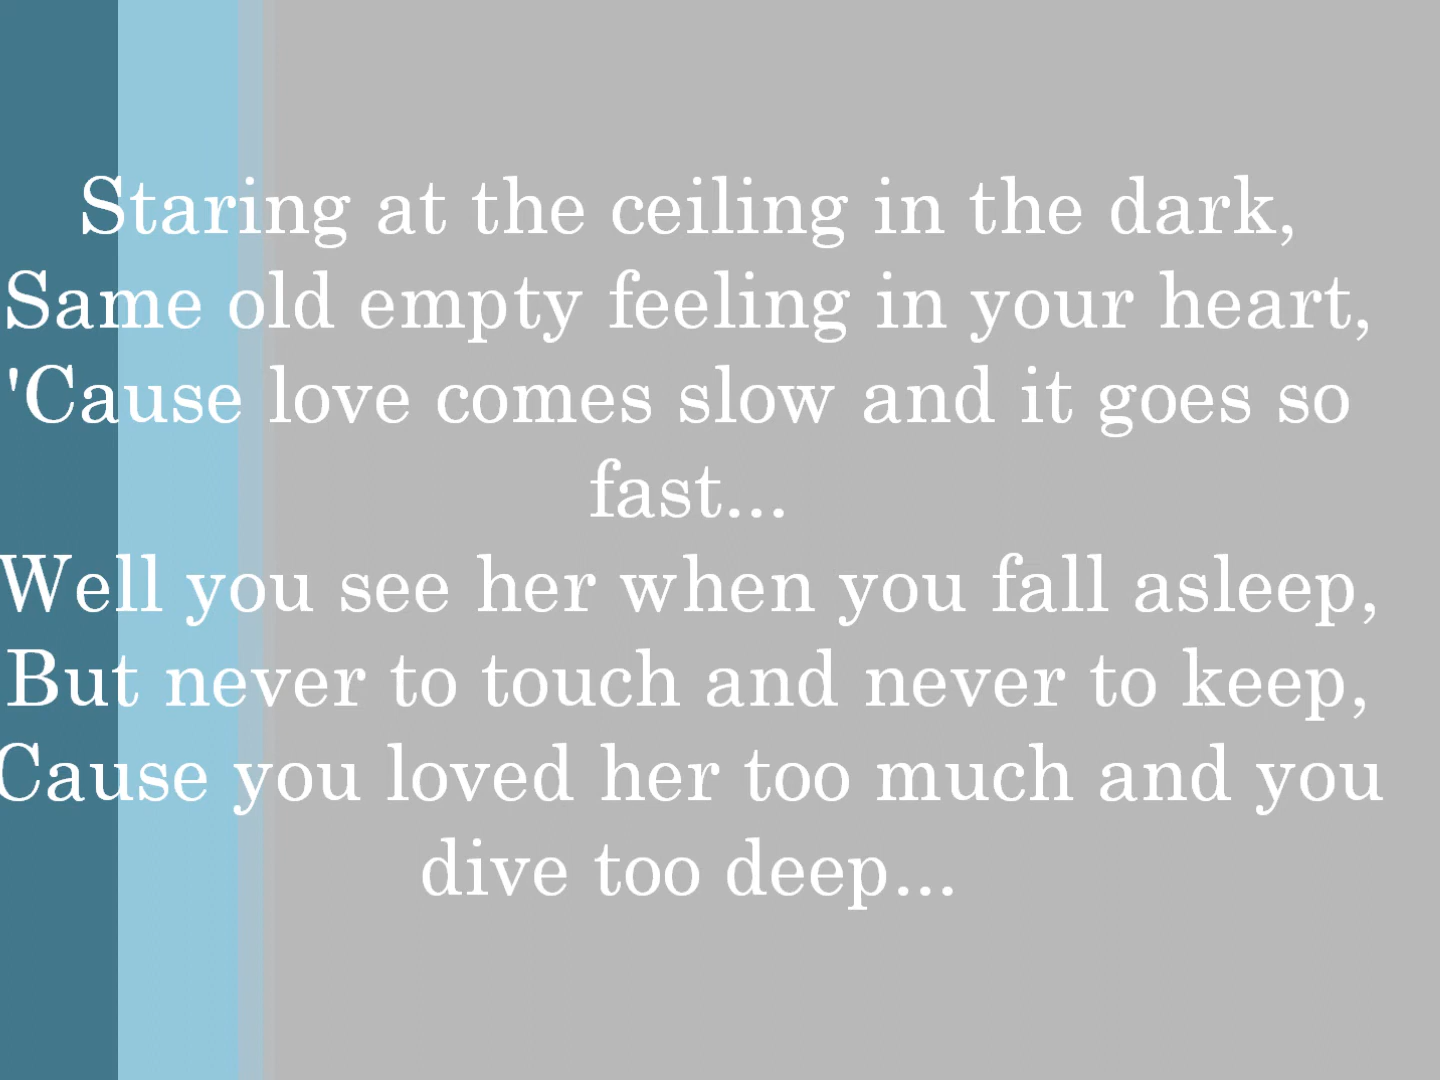 Staring at the ceiling in the dark,
Same old empty feeling in your heart,
'Cause love comes slow and it goes so
fast...
Well you see her when you fall asleep,
But never to touch and never to keep,
Cause you loved her too much and you
dive too deep...